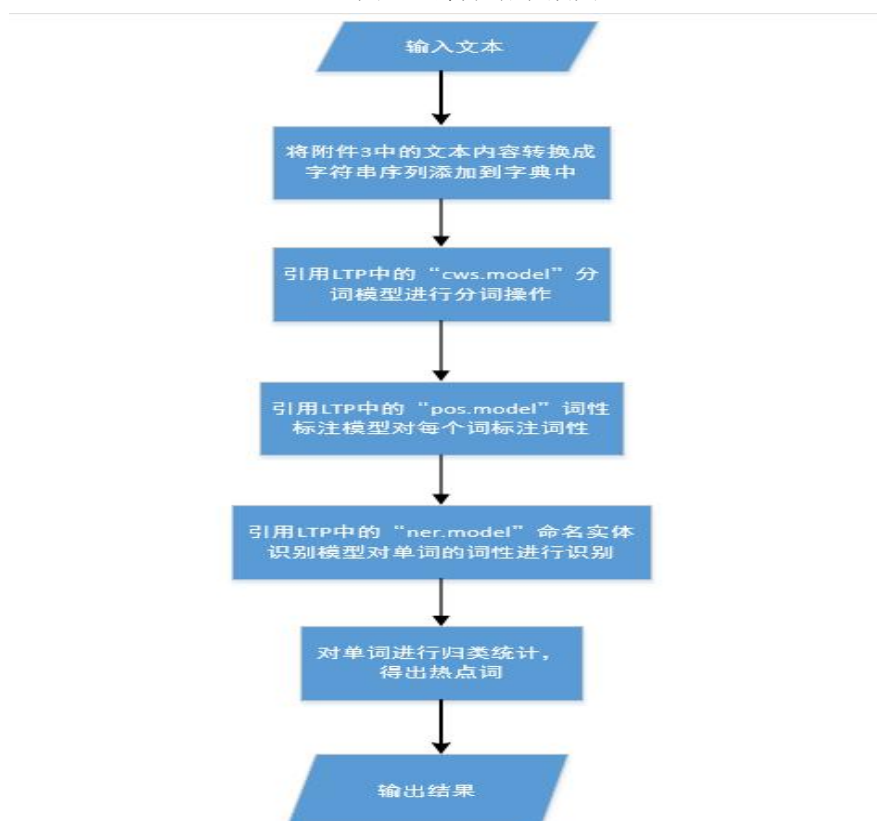 输入文本
将附件3中的文本内容转换成
字符串序列添加到字典中
引用LTP中的“cws.model”分
词模型进行分词操作
引用LTP中的“pos.model”词性
标注模型对每个词标注词性
引用LTP中的“ner.model”命名实体
识别模型对单词的词性进行识别
对单词进行归类统计，
得出热点词
输出结果